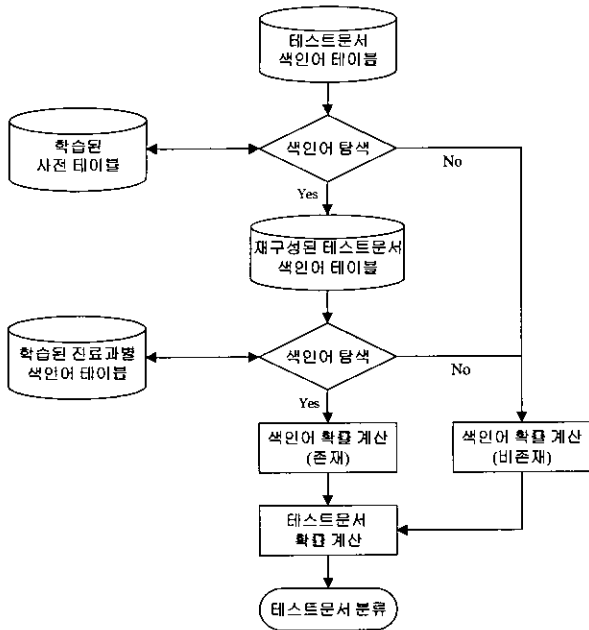 테스트문서
색인어 테이블
학습된
사전 테이블
색인어 탐색
No
Yes
재구성된 테스트문서
색인어 테이블
학습된 진료과별
색인어 테이블
색인어 탐색
No
Yes
색인어 확률 계산
(존재)
색인어 확률 계산
(비존재)
테스트문서
확률 계산
테스트문서 분류